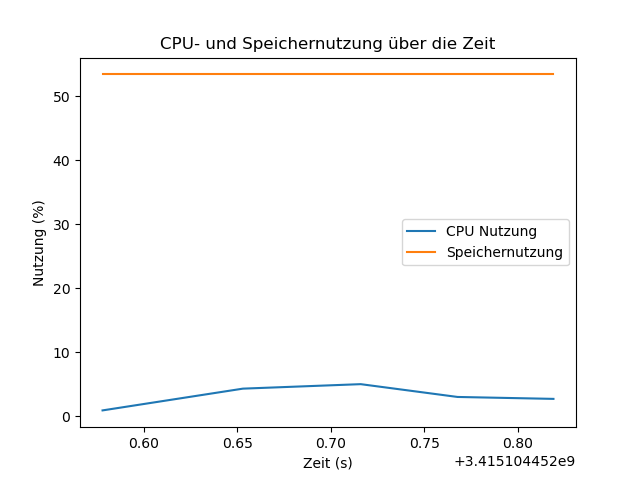 CPU- und Speichernutzung über die Zeit
Nutzung (%)
50
40
30
20
10
0
CPU Nutzung
Speichernutzung
0.60 0.65 0.70 0.75 0.80
Zeit (s)
+3.415104452e9